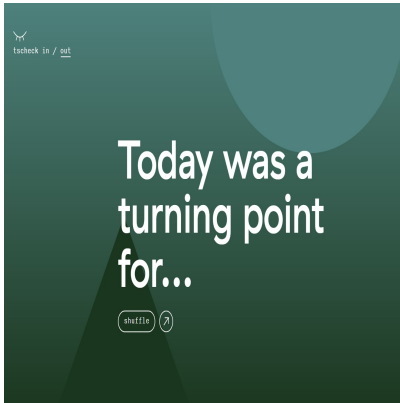 tscheck in / out
Today was a
turning point
for...
shuffle